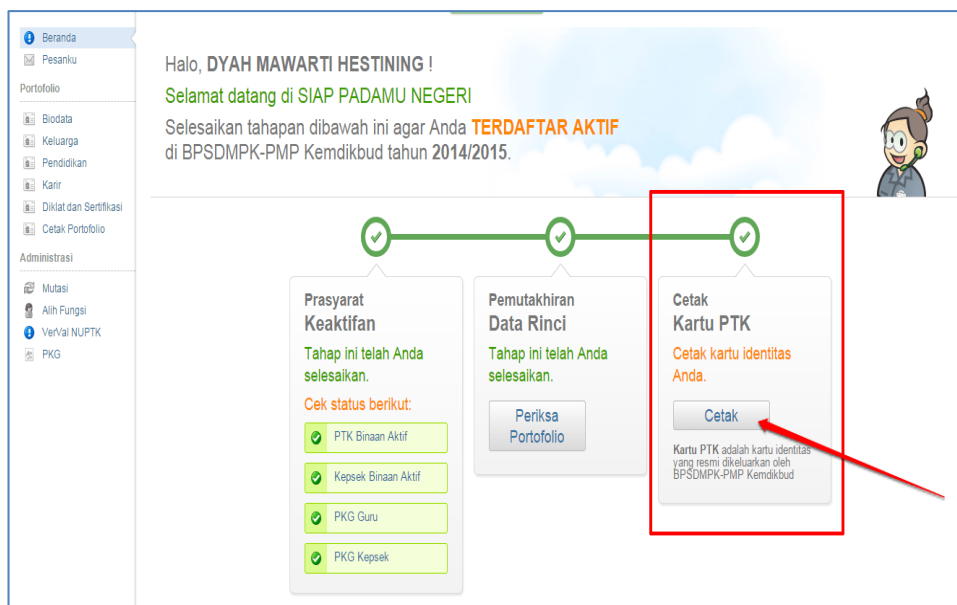 Beranda
Pesanku
Portofolio
Biodata
Keluarga
Pendidikan
Karir
Diklat dan Sertifikasi
Cetak Portofolio
Administrasi
Mutasi
Alih Fungsi
VerVal NUPTK
PKG
Halo, DYAH MAWARTI HESTINING !
Selamat datang di SIAP PADAMU NEGERI
Selesaikan tahapan dibawah ini agar Anda TERDAFTAR AKTIF
di BPSDMPK-PMP Kemdikbud tahun 2014/2015.
Prasyarat
Keaktifan
Tahap ini telah Anda
selesaikan.
Cek status berikut:
PTK Binaan Aktif
Kepsek Binaan Aktif
PKG Guru
PKG Kepsek
Pemutakhiran
Data Rinci
Tahap ini telah Anda
selesaikan.
Periksa
Portofolio
Cetak
Kartu PTK
Cetak kartu identitas
Anda.
Cetak
Kartu PTK adalah kartu identitas
yang resmi dikeluarkan oleh
BPSDMPK-PMP Kemdikbud